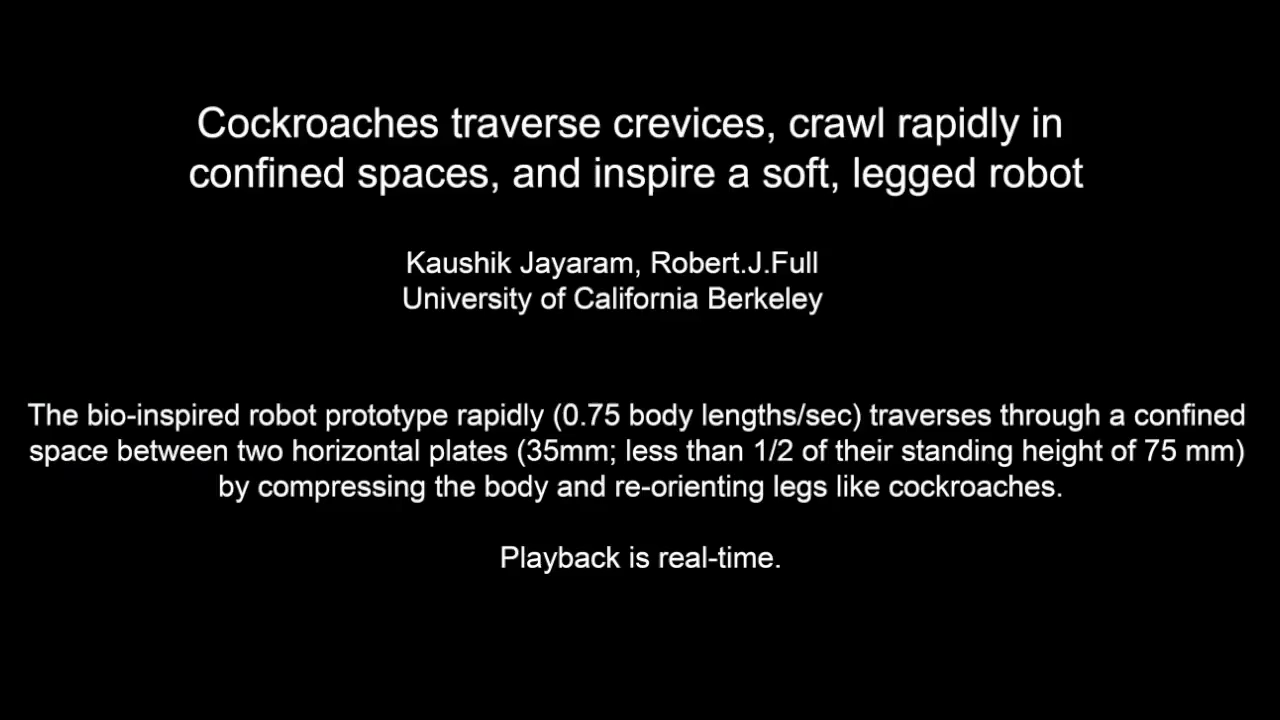 Cockroaches traverse crevices, crawl rapidly in
confined spaces, and inspire a soft, legged robot
Kaushik Jayaram, Robert.J.Full
University of California Berkeley
The bio-inspired robot prototype rapidly (0.75 body lengths/sec) traverses through a confined
space between two horizontal plates (35mm; less than 1/2 of their standing height of 75 mm)
by compressing the body and re-orienting legs like cockroaches.
Playback is real-time.